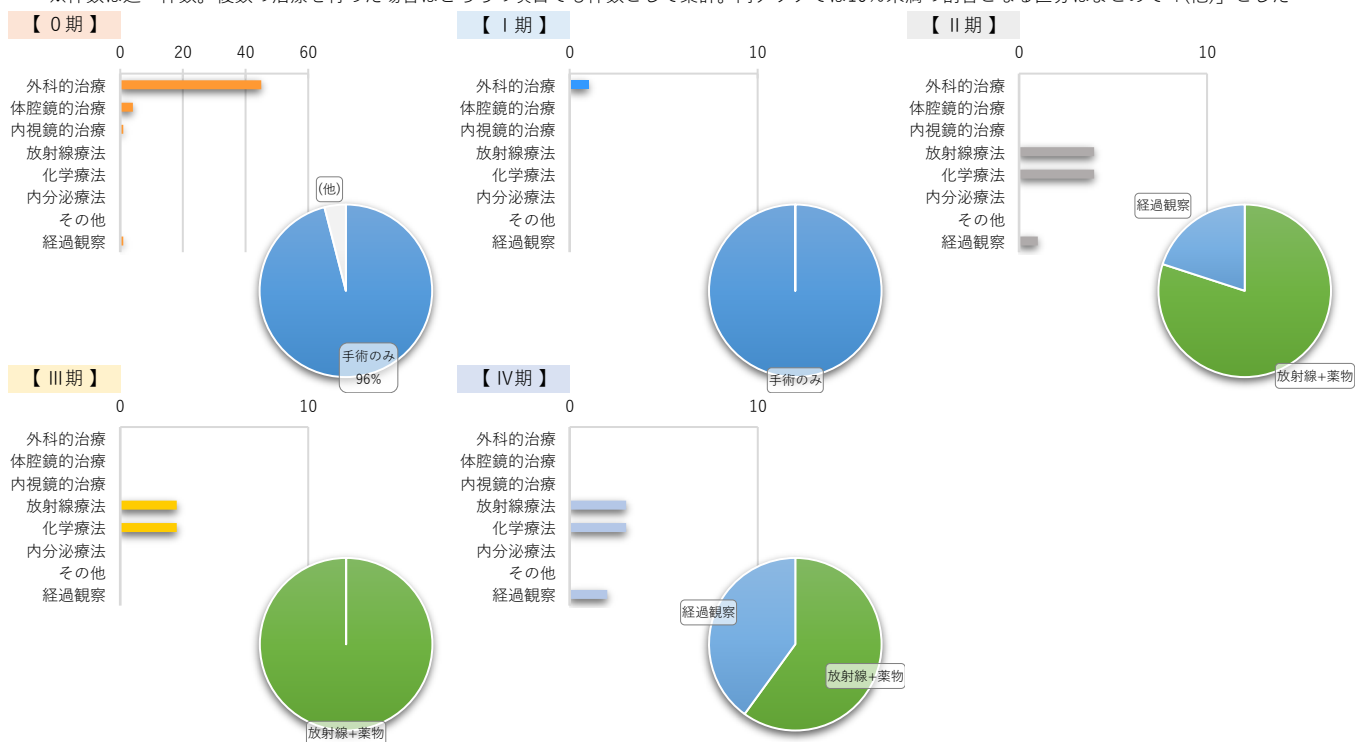 【 0期 】
0 20 40 60
外科的治療
体腔鏡的治療
内視鏡的治療
放射線療法
化学療法
内分泌療法
その他
経過観察
(他)
手術のみ
96%
【 Ⅰ期 】
0 10
外科的治療
体腔鏡的治療
内視鏡的治療
放射線療法
化学療法
内分泌療法
その他
経過観察
手術のみ
【 Ⅱ期 】
0 10
外科的治療
体腔鏡的治療
内視鏡的治療
放射線療法
化学療法
内分泌療法
その他
経過観察
経過観察
放射線+薬物
【 Ⅲ期 】
0 10
外科的治療
体腔鏡的治療
内視鏡的治療
放射線療法
化学療法
内分泌療法
その他
経過観察
放射線+薬物
【 Ⅳ期 】
0 10
外科的治療
体腔鏡的治療
内視鏡的治療
放射線療法
化学療法
内分泌療法
その他
経過観察
経過観察
放射線+薬物